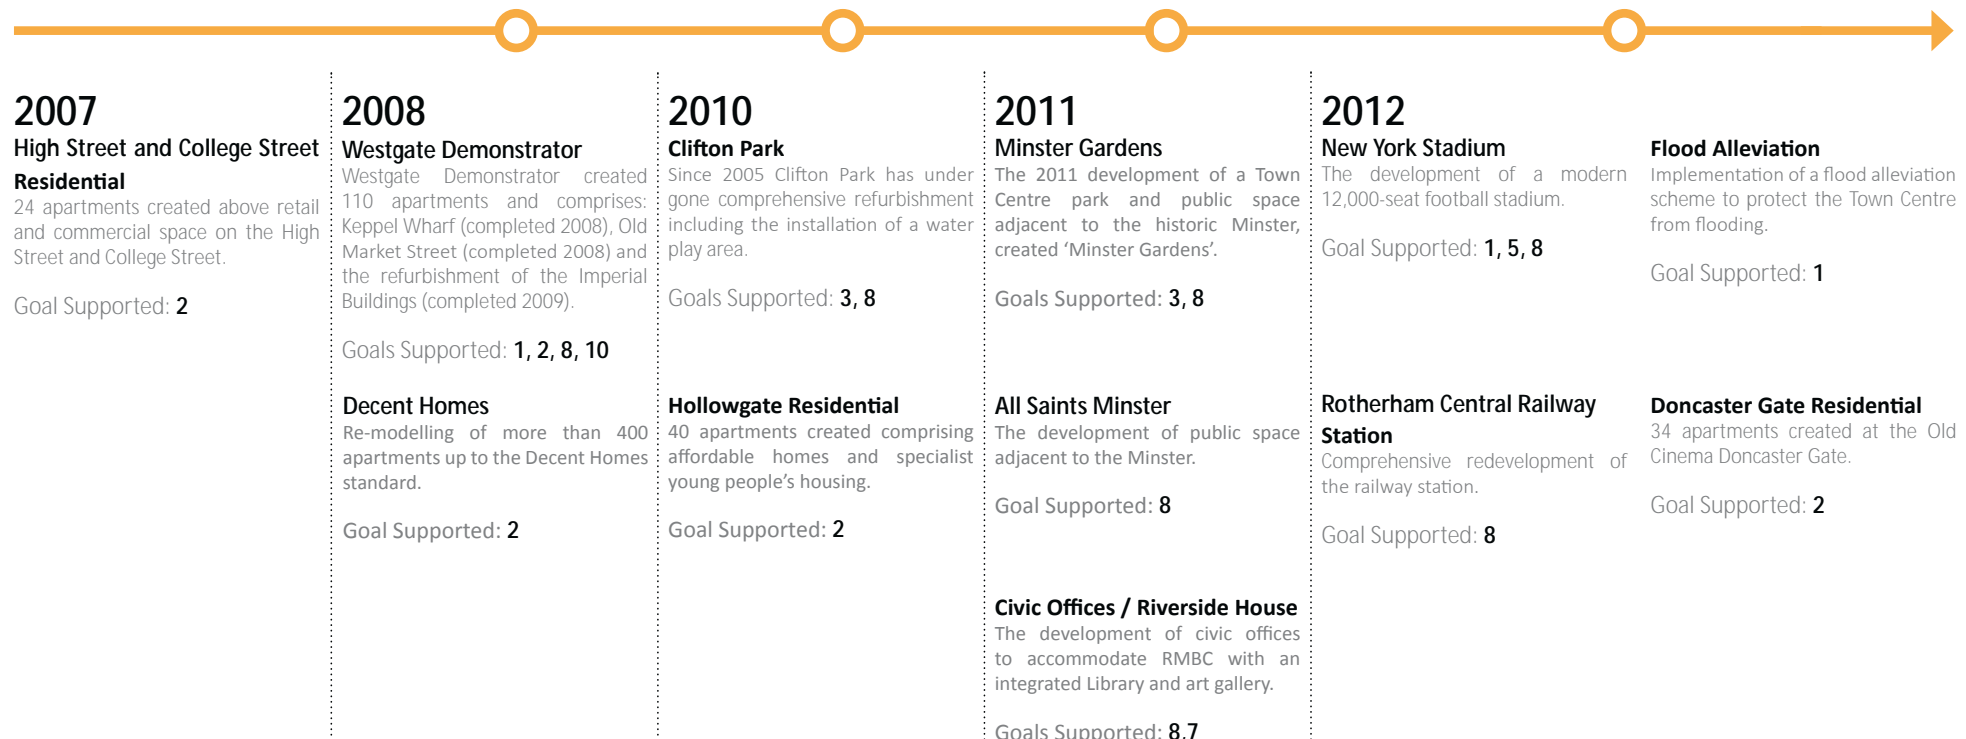 2007
High Street and College Street
Residential
24 apartments created above retail
and commercial space on the High
Street and College Street.
Goal Supported: 2
2008
Westgate Demonstrator
Westgate Demonstrator created
110 apartments and comprises:
Keppel Wharf (completed 2008), Old
Market Street (completed 2008) and
the refurbishment of the Imperial
Buildings (completed 2009).
Goals Supported: 1, 2, 8, 10
Decent Homes
Re-modelling of more than 400
apartments up to the Decent Homes
standard.
Goal Supported: 2
2010
Clifton Park
Since 2005 Clifton Park has under
gone comprehensive refurbishment
including the installation of a water
play area.
Goals Supported: 3, 8
Hollowgate Residential
40 apartments created comprising
affordable homes and specialist
young people’s housing.
Goal Supported: 2
2011
Minster Gardens
The 2011 development of a Town
Centre park and public space
adjacent to the historic Minster,
created ‘Minster Gardens’.
Goals Supported: 3, 8
All Saints Minster
The development of public space
adjacent to the Minster.
Goal Supported: 8
Civic Offices / Riverside House
The development of civic offices
to accommodate RMBC with an
integrated Library and art gallery.
Goals Supported: 8,7
2012
New York Stadium
The development of a modern
12,000-seat football stadium.
Goal Supported: 1, 5, 8
Rotherham Central Railway
Station
Comprehensive redevelopment of
the railway station.
Goal Supported: 8
Flood Alleviation
Implementation of a flood alleviation
scheme to protect the Town Centre
from flooding.
Goal Supported: 1
Doncaster Gate Residential
34 apartments created at the Old
Cinema Doncaster Gate.
Goal Supported: 2